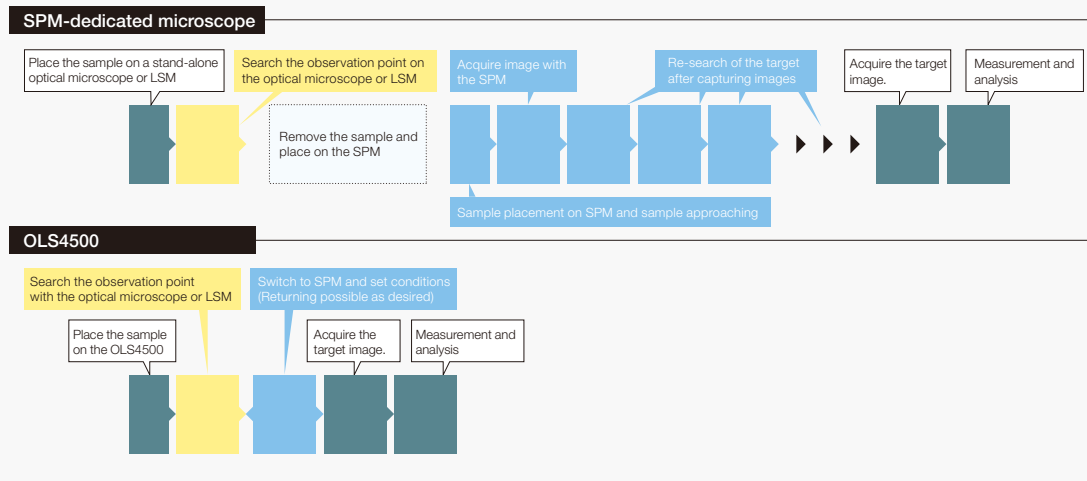 SPM-dedicated microscope
Place the sample on a stand-alone
optical microscope or LSM
Search the observation point on
the optical microscope or LSM
Remove the sample and
place on the SPM
Acquire image with
the SPM
Re-search of the target
after capturing images
Sample placement on SPM and sample approaching
Acquire the target
image.
Measurement and
analysis
OLS4500
Search the observation point
with the optical microscope or LSM
Switch to SPM and set conditions
(Returning possible as desired)
Place the sample
on the OLS4500
Acquire the
target image.
Measurement and
analysis